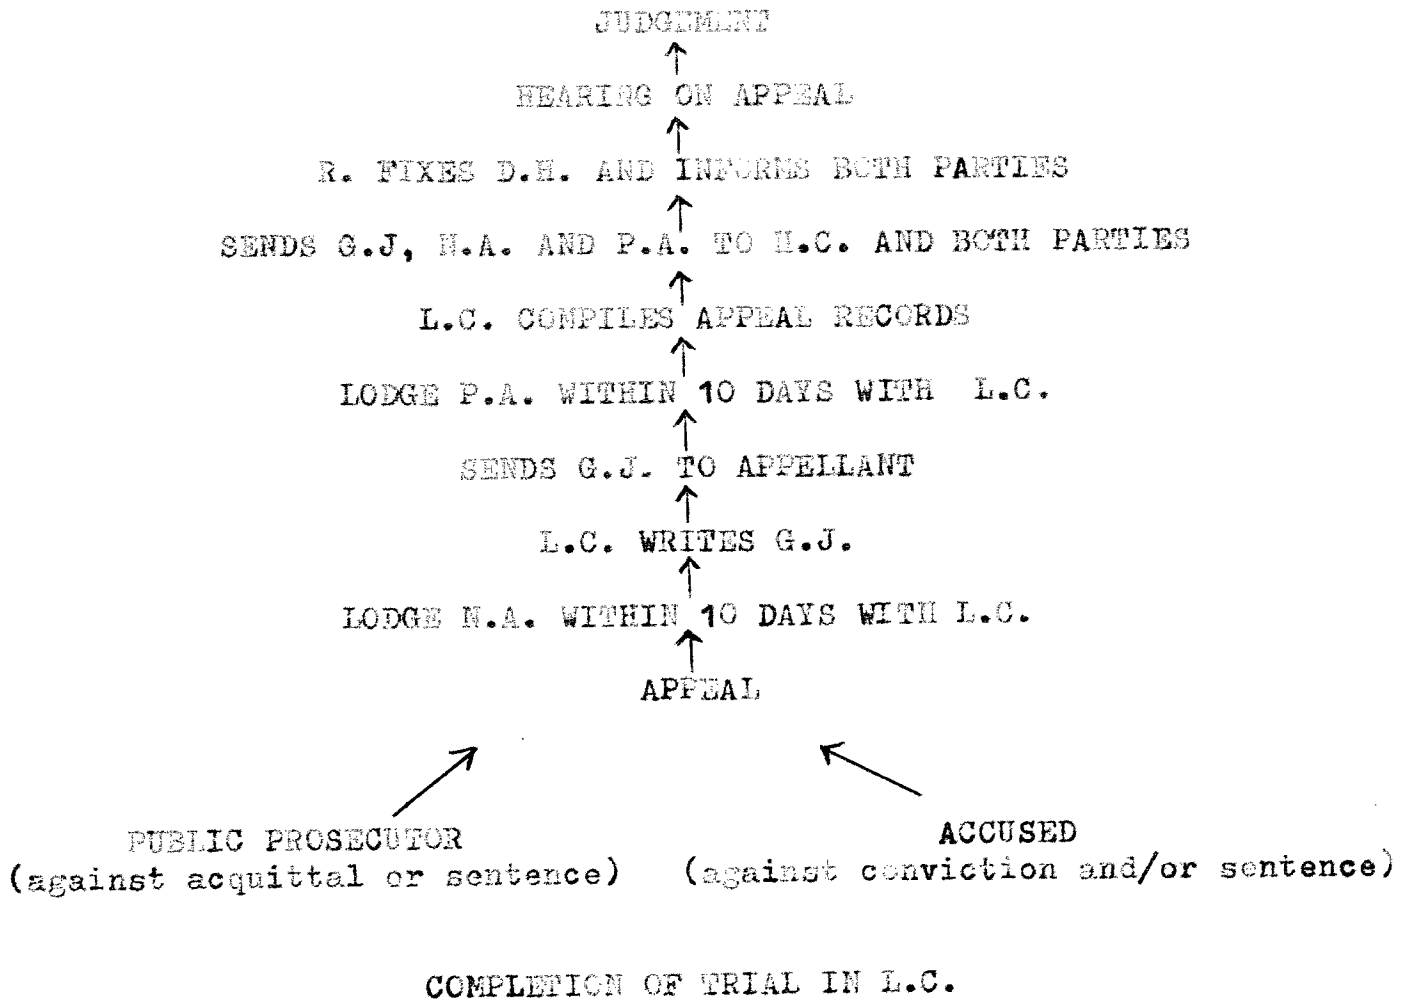 JUDGEMENT
HEARING ON APPEAL
R. FIXES D.H. AND INFORMS BOTH PARTIES
SENDS G.J, N.A. AND P.A. TO H.C. AND BOTH PARTIES
L.C. COMPILES APPEAL RECORDS
LODGE P.A. WITHIN 10 DAYS WITH L.C.
SENDS G.J. TO APPELLANT
L.C. WRITES G.J.
LODGE N.A. WITHIN 10 DAYS WITH L.C.
APPEAL
PUBLIC PROSECUTOR
(against acquittal or sentence)
ACCUSED
(against conviction and/or sentence)
COMPLETION OF TRIAL IN L.C.